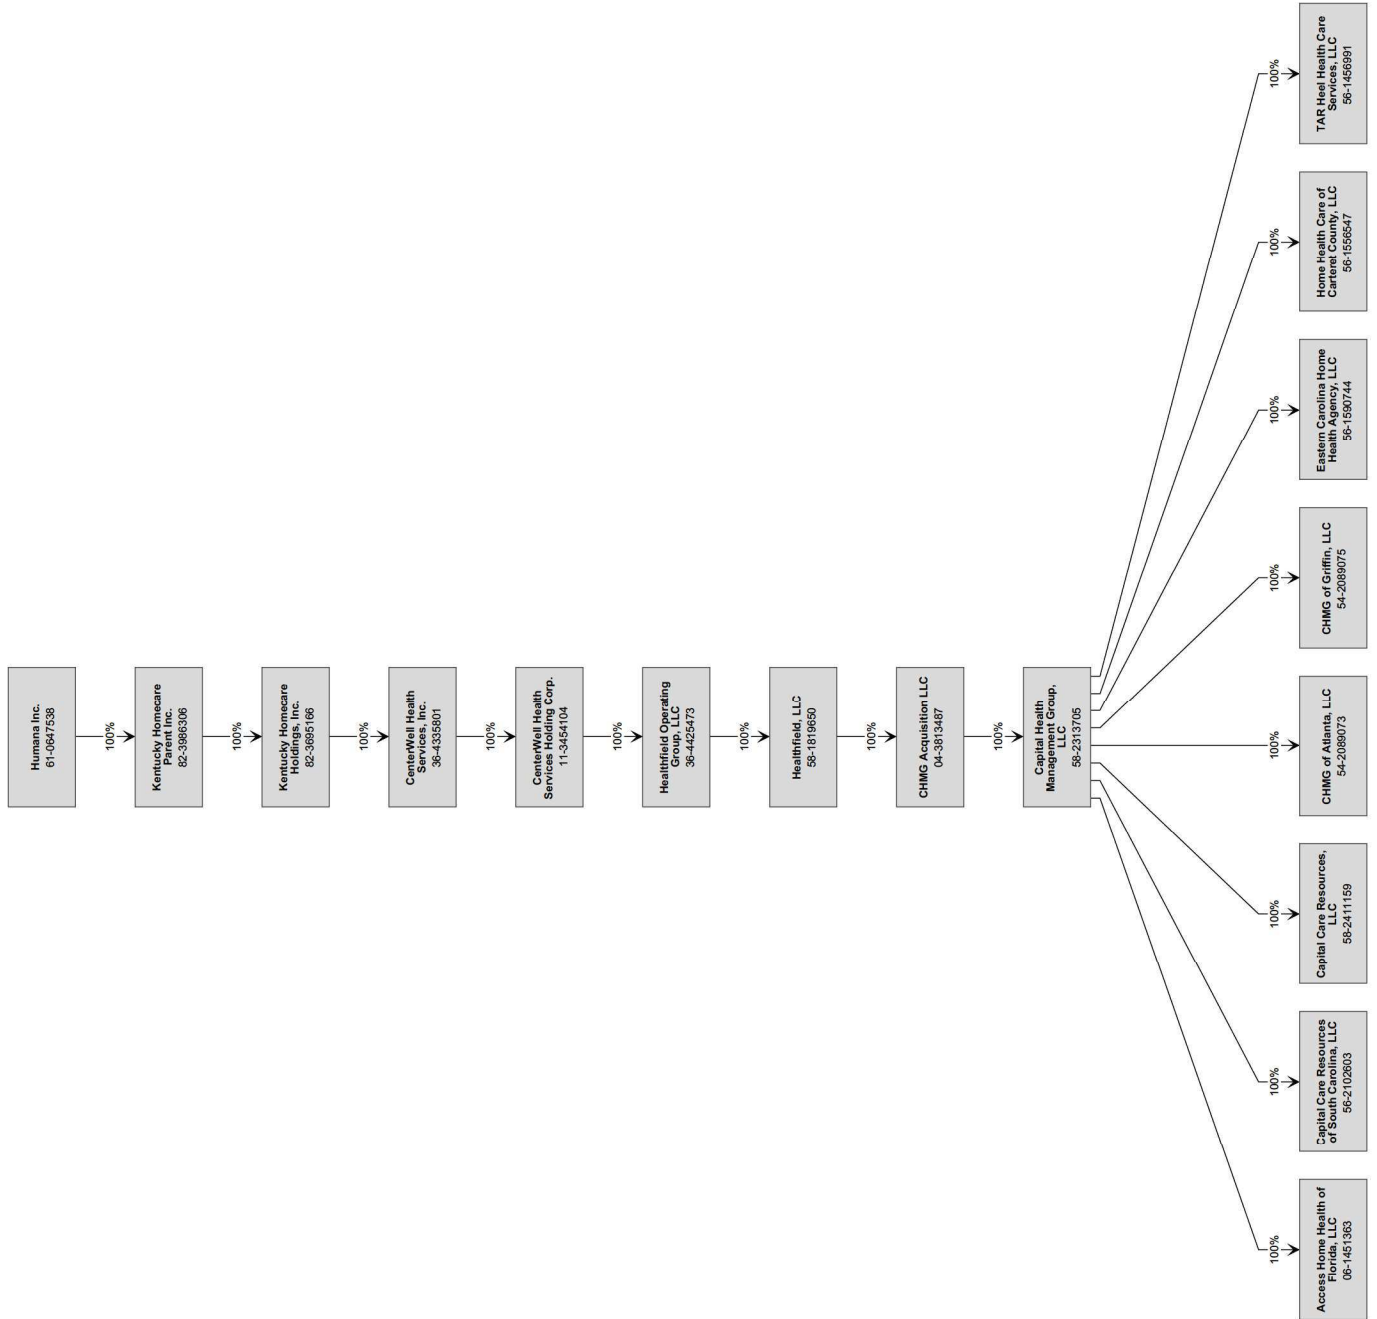 Humana Inc.
61-0647538
100%
Kentucky Homecare
Parent Inc.
82-3986306
100%
Kentucky Homecare
Holdings, Inc.
82-3695166
100%
CenterWell Health
Services, Inc.
36-4335801
100%
CenterWell Health
Services Holding Corp.
11-3454104
100%
Healthfield Operating
Group, LLC
36-4425473
100%
Healthfield, LLC
58-1819650
100%
CHMG Acquisition LLC
04-3813487
100%
Capital Health
Management Group,
LLC
58-2313705
100%
Access Home Health of
Florida, LLC
06-1451363
100%
Capital Care Resources
of South Carolina, LLC
56-2102603
100%
Capital Care Resources,
LLC
58-2411159
100%
CHMG of Atlanta, LLC
54-2089073
100%
CHMG of Griffin, LLC
54-2089075
100%
Eastern Carolina Home
Health Agency, LLC
56-1590744
100%
Home Health Care of
Carteret County, LLC
56-1556547
100%
TAR Heel Health Care
Services, LLC
56-1456991